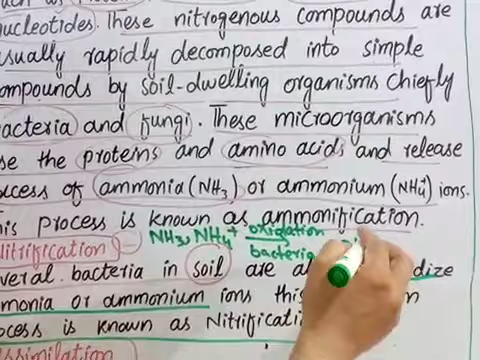 nucleotides. These nitrogenous compounds are
usually rapidly decomposed into simple
compounds by soil-dwelling organisms chiefly
bacteria and fungi. These microorganisms
use the proteins and amino acids and release
excess of ammonia (NH3) or ammonium (NH4+) ions.
This process is known as ammonification.
NH3, NH4+ oxidation
Nitrification bacteria
several bacteria in soil are
ammonia or ammonium ions this
process is known as Nitrificati
Assimilation